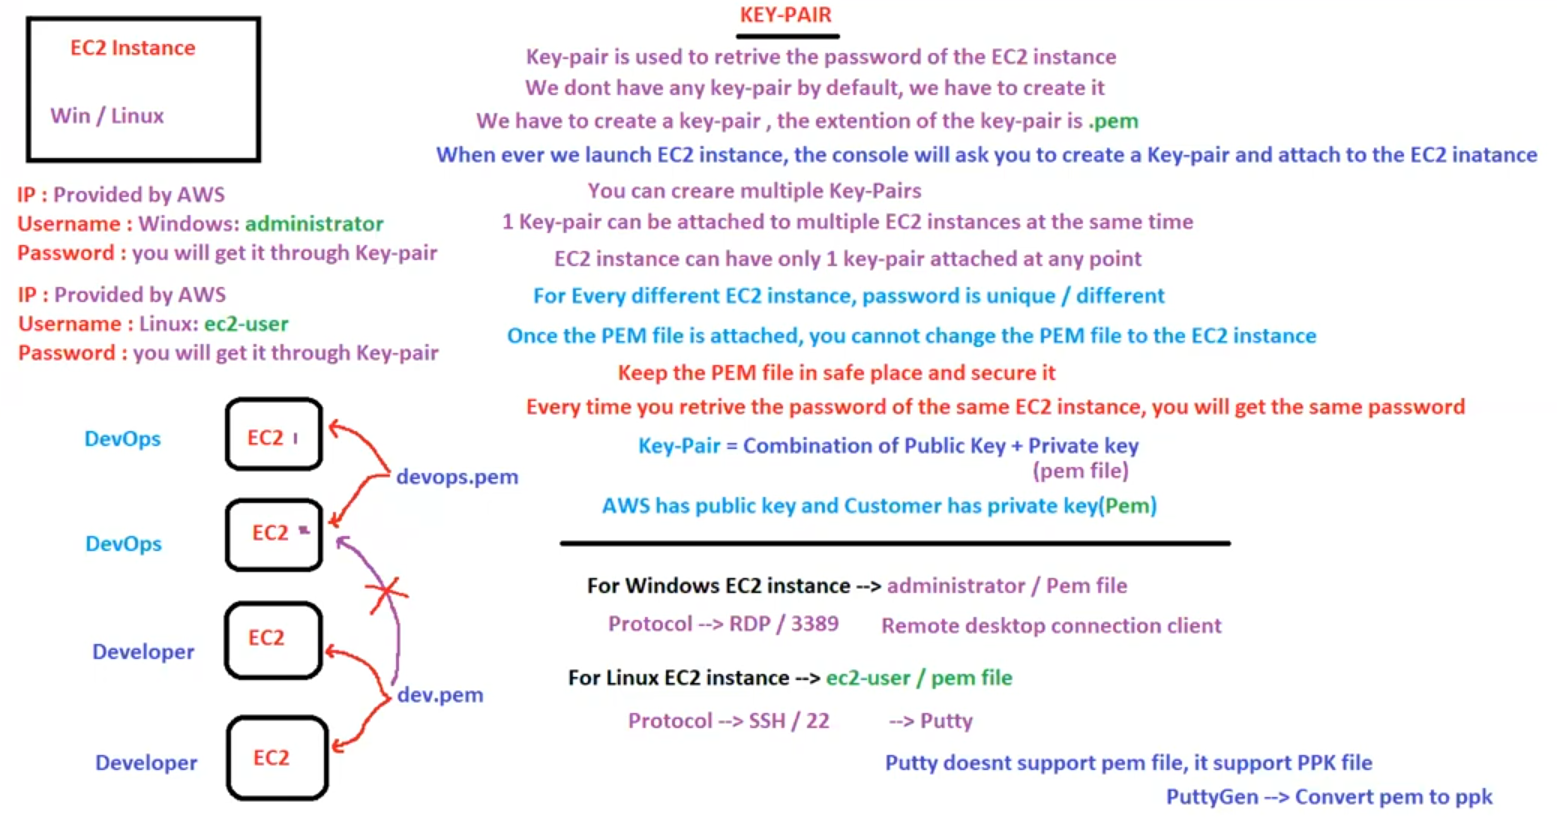 KEY-PAIR
EC2 Instance
Win / Linux
Key-pair is used to retrive the password of the EC2 instance
We dont have any key-pair by default, we have to create it
We have to create a key-pair , the extention of the key-pair is .pem
When ever we launch EC2 instance, the console will ask you to create a Key-pair and attach to the EC2 inatance
You can creare multiple Key-Pairs
1 Key-pair can be attached to multiple EC2 instances at the same time
EC2 instance can have only 1 key-pair attached at any point
For Every different EC2 instance, password is unique / different
Once the PEM file is attached, you cannot change the PEM file to the EC2 instance
Keep the PEM file in safe place and secure it
Every time you retrive the password of the same EC2 instance, you will get the same password
Key-Pair = Combination of Public Key + Private key
(pem file)
AWS has public key and Customer has private key(Pem)
IP : Provided by AWS
Username : Windows: administrator
Password : you will get it through Key-pair
IP : Provided by AWS
Username : Linux: ec2-user
Password : you will get it through Key-pair
DevOps
EC2 1
devops.pem
DevOps
EC2
Developer
EC2
dev.pem
Developer
EC2
For Windows EC2 instance --> administrator / Pem file
Protocol --> RDP / 3389 Remote desktop connection client
For Linux EC2 instance --> ec2-user / pem file
Protocol --> SSH / 22 --> Putty
Putty doesnt support pem file, it support PPK file
PuttyGen --> Convert pem to ppk